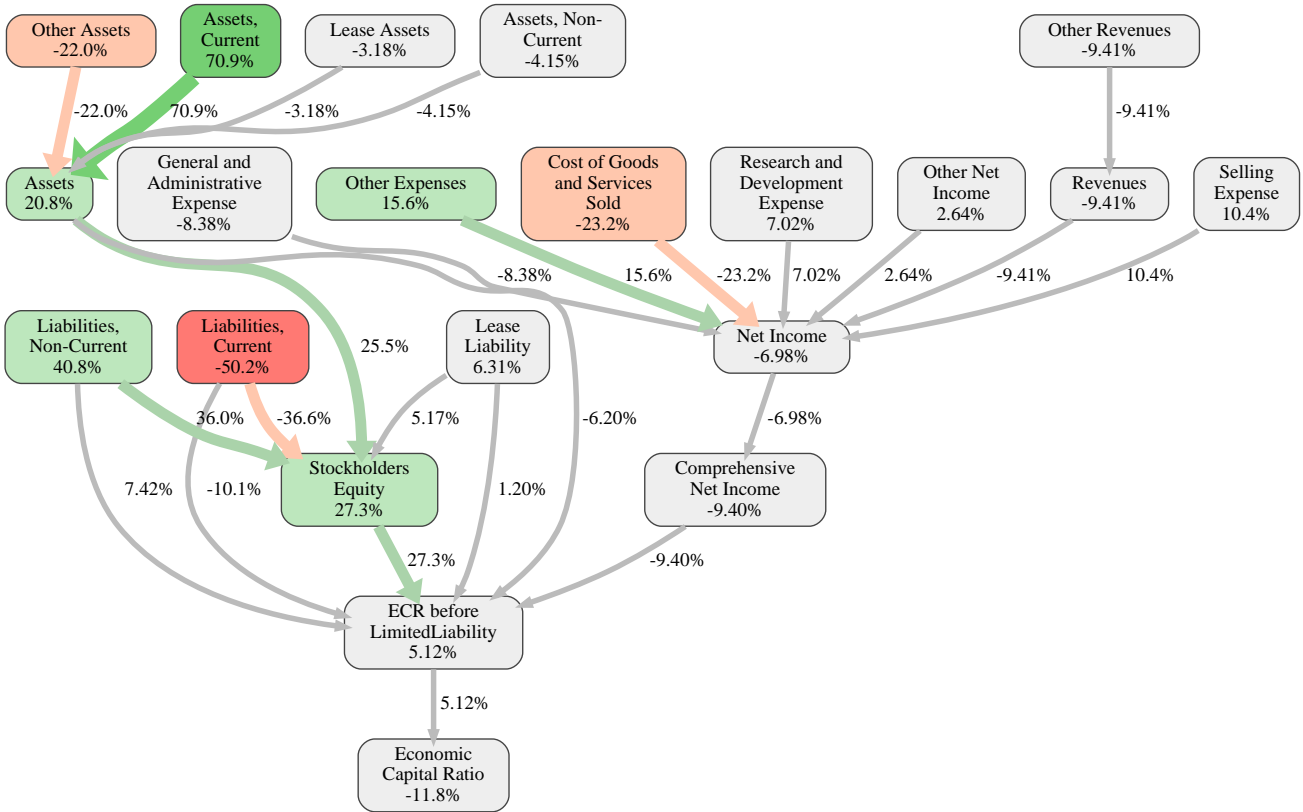 Other Assets
-22.0%
Assets,
Current
70.9%
Lease Assets
-3.18%
Assets, Non-
Current
-4.15%
Other Revenues
-9.41%
-22.0%
70.9%
-3.18%
-4.15%
-9.41%
Assets
20.8%
General and
Administrative
Expense
-8.38%
Other Expenses
15.6%
Cost of Goods
and Services
Sold
-23.2%
Research and
Development
Expense
7.02%
Other Net
Income
2.64%
Revenues
-9.41%
Selling
Expense
10.4%
-8.38%
15.6%
-23.2%
7.02%
2.64%
-9.41%
10.4%
Liabilities,
Non-Current
40.8%
Liabilities,
Current
-50.2%
25.5%
Lease
Liability
6.31%
Net Income
-6.98%
36.0%
-36.6%
5.17%
-6.20%
-6.98%
7.42%
-10.1%
Stockholders
Equity
27.3%
1.20%
Comprehensive
Net Income
-9.40%
27.3%
-9.40%
ECR before
LimitedLiability
5.12%
5.12%
Economic
Capital Ratio
-11.8%